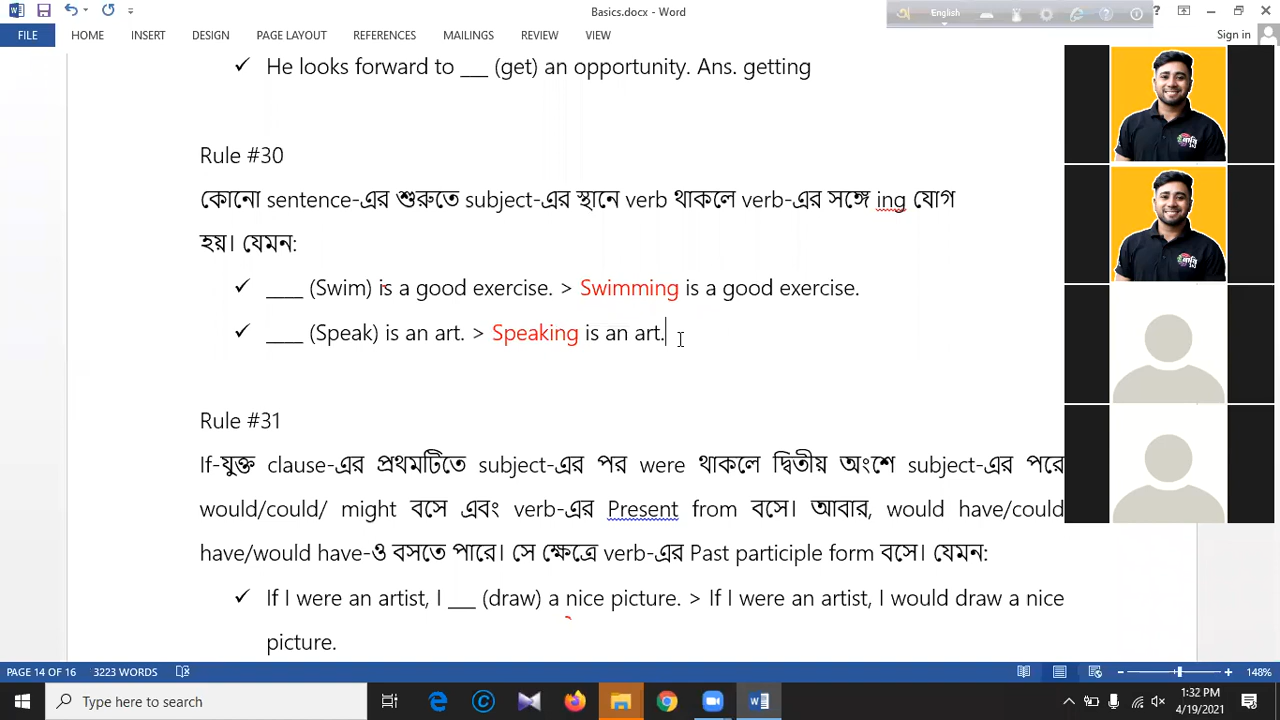 Basics.docx - Word
English
Sign in
FILE HOME INSERT DESIGN PAGE LAYOUT REFERENCES MAILINGS REVIEW VIEW
✓ He looks forward to ___ (get) an opportunity. Ans. getting
Rule #30
কোনো sentence-এর শুরুতে subject-এর স্থানে verb থাকলে verb-এর সঙ্গে ing যোগ
হয়। যেমন:
✓ ____ (Swim) is a good exercise. > Swimming is a good exercise.
✓ ____ (Speak) is an art. > Speaking is an art.
Rule #31
If-যুক্ত clause-এর প্রথমটিতে subject-এর পর were থাকলে দ্বিতীয় অংশে subject-এর পরে
would/could/ might বসে এবং verb-এর Present from বসে। আবার, would have/could
have/would have-ও বসতে পারে। সে ক্ষেত্রে verb-এর Past participle form বসে। যেমন:
✓ If I were an artist, I ___ (draw) a nice picture. > If I were an artist, I would draw a nice
picture.
PAGE 14 OF 16 3223 WORDS 148%
Type here to search
1:32 PM
4/19/2021